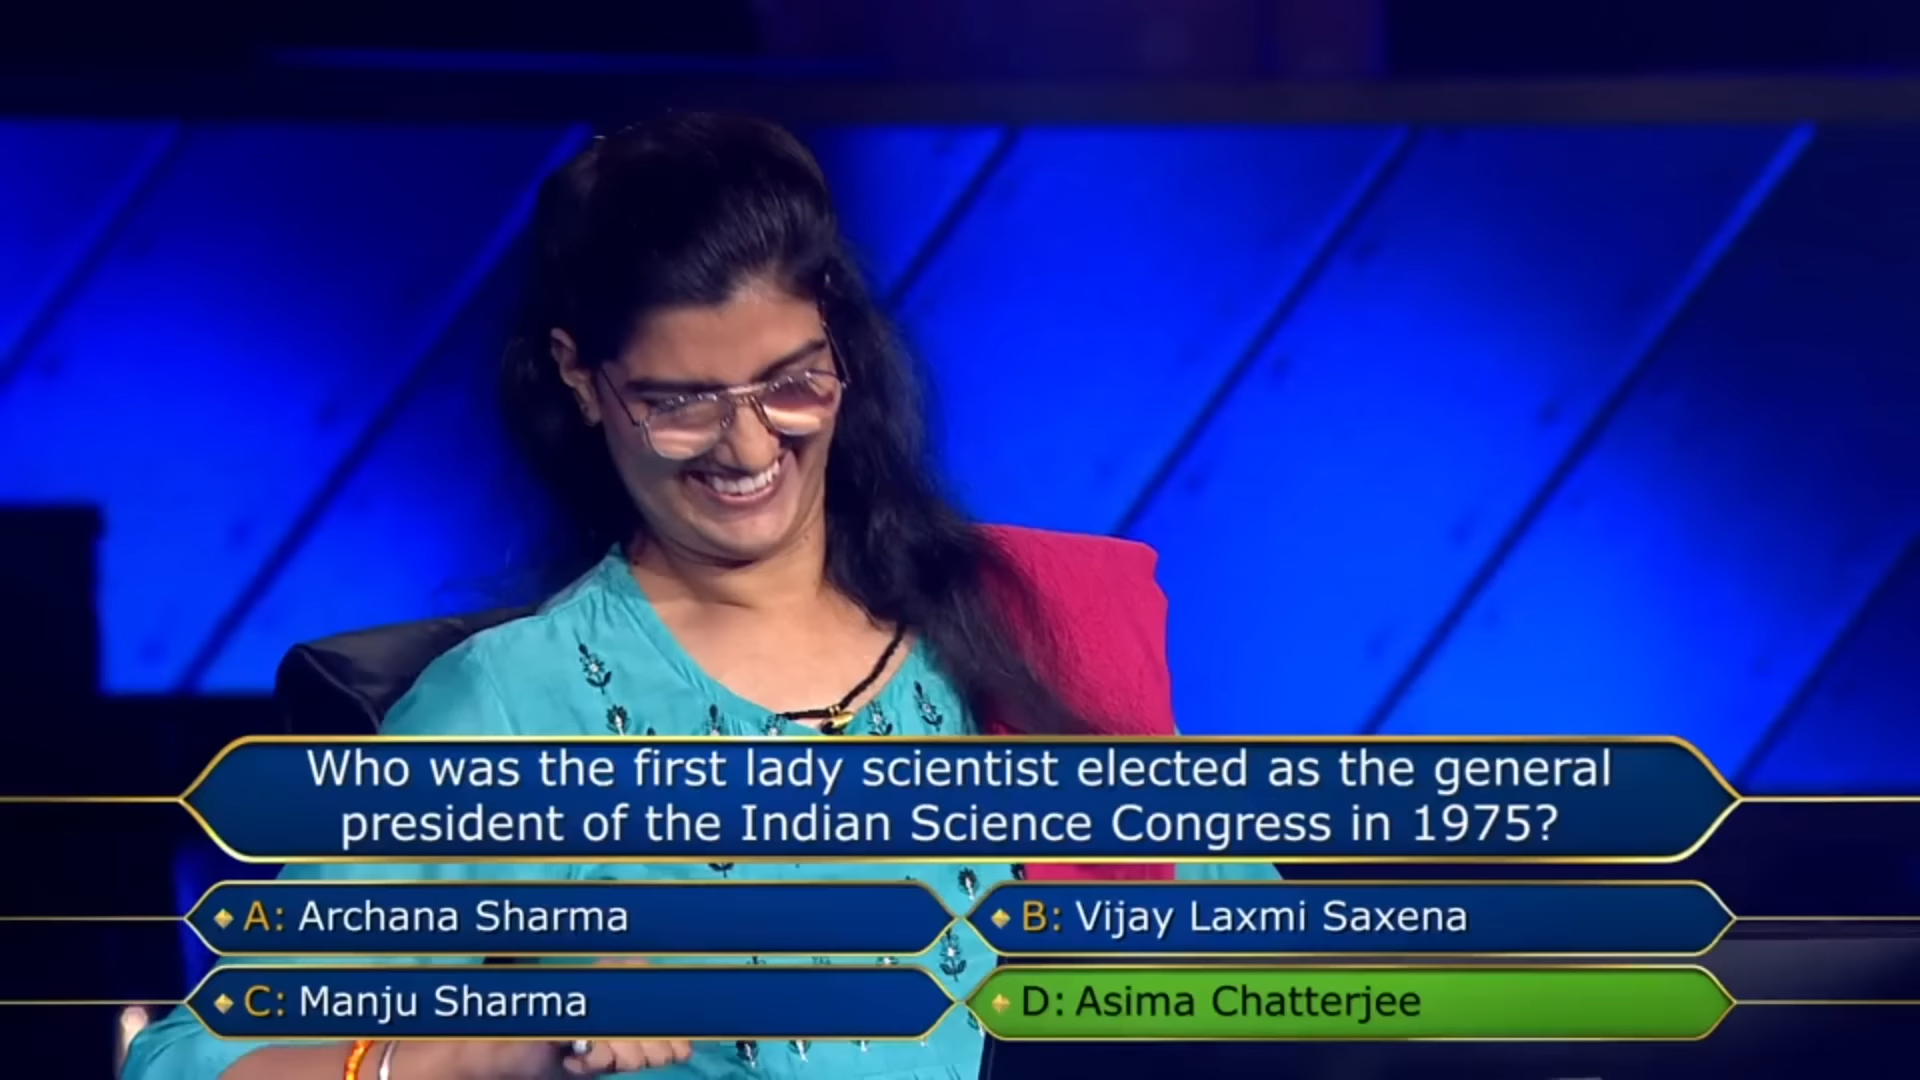 Who was the first lady scientist elected as the general
president of the Indian Science Congress in 1975?
A: Archana Sharma
B: Vijay Laxmi Saxena
C: Manju Sharma
D: Asima Chatterjee